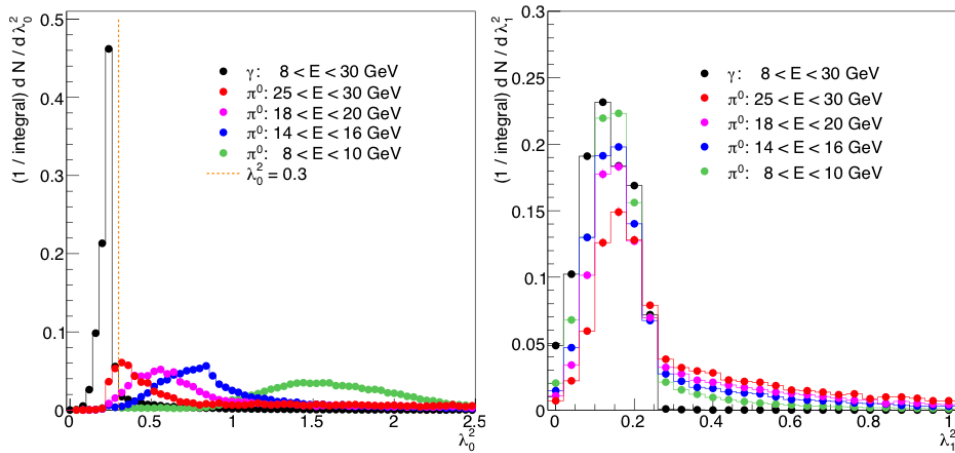 (1 / integral) d N / d λ₀²
0.5
0.4
0.3
0.2
0.1
0
γ: 8 < E < 30 GeV
π⁰: 25 < E < 30 GeV
π⁰: 18 < E < 20 GeV
π⁰: 14 < E < 16 GeV
π⁰: 8 < E < 10 GeV
λ₀² = 0.3
0 0.5 1 1.5 2 2.5
λ₀²
(1 / integral) d N / d λ₁²
0.3
0.25
0.2
0.15
0.1
0.05
0
γ: 8 < E < 30 GeV
π⁰: 25 < E < 30 GeV
π⁰: 18 < E < 20 GeV
π⁰: 14 < E < 16 GeV
π⁰: 8 < E < 10 GeV
0 0.2 0.4 0.6 0.8 1
λ₁²